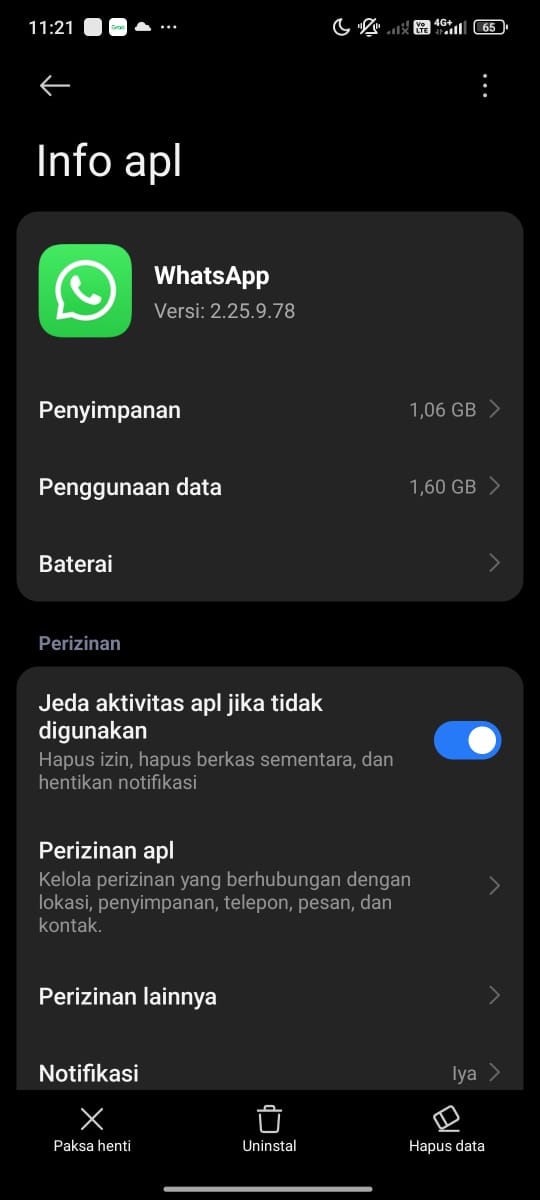 11:21
Grab
Vo LTE 4G+ 65
Info apl
WhatsApp
Versi: 2.25.9.78
Penyimpanan 1,06 GB
Penggunaan data 1,60 GB
Baterai
Perizinan
Jeda aktivitas apl jika tidak
digunakan
Hapus izin, hapus berkas sementara, dan
hentikan notifikasi
Perizinan apl
Kelola perizinan yang berhubungan dengan
lokasi, penyimpanan, telepon, pesan, dan
kontak.
Perizinan lainnya
Notifikasi Iya
Paksa henti Uninstal Hapus data